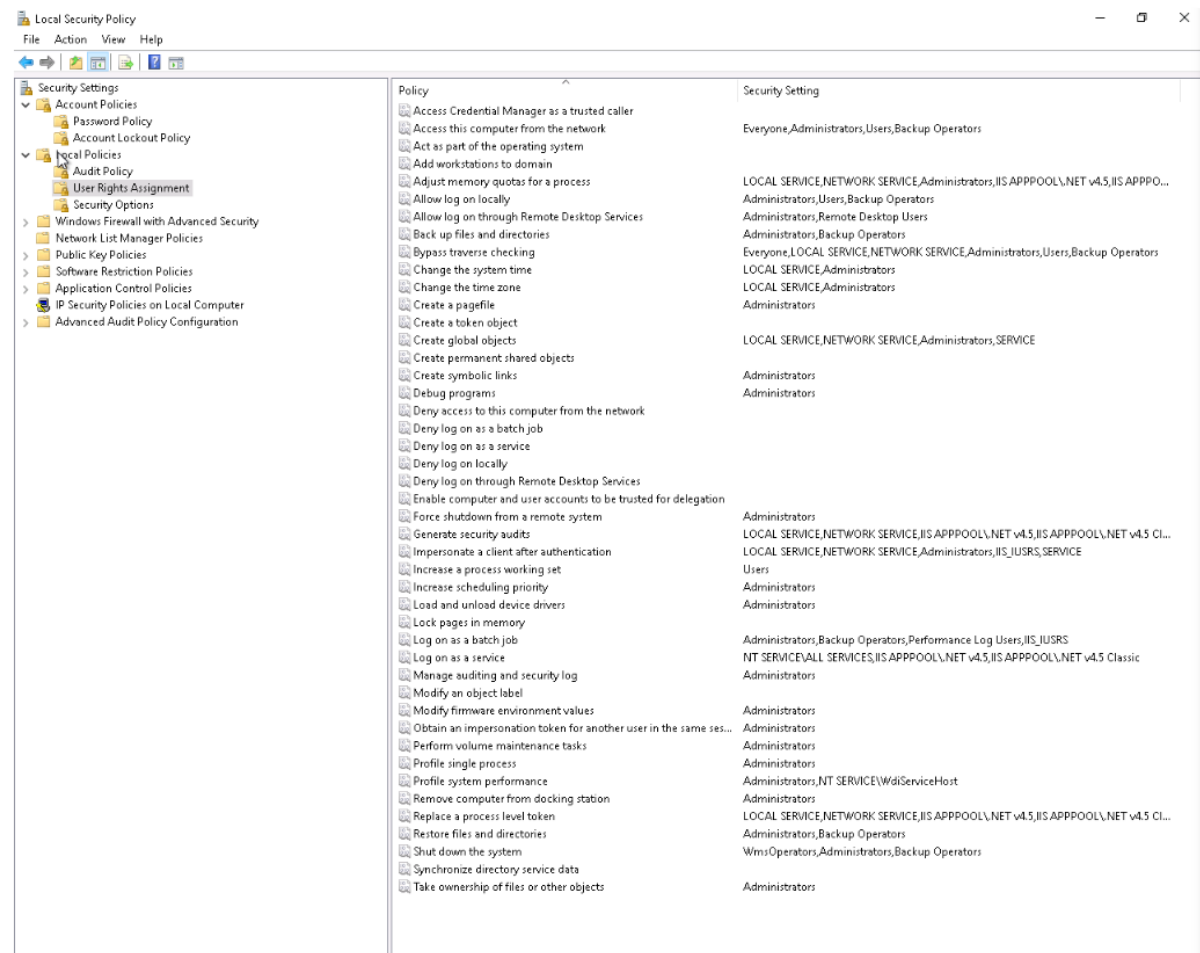 Local Security Policy
File Action View Help
Security Settings
Account Policies
Password Policy
Account Lockout Policy
Local Policies
Audit Policy
User Rights Assignment
Security Options
Windows Firewall with Advanced Security
Network List Manager Policies
Public Key Policies
Software Restriction Policies
Application Control Policies
IP Security Policies on Local Computer
Advanced Audit Policy Configuration
Policy Security Setting
Access Credential Manager as a trusted caller
Access this computer from the network Everyone,Administrators,Users,Backup Operators
Act as part of the operating system
Add workstations to domain
Adjust memory quotas for a process LOCAL SERVICE,NETWORK SERVICE,Administrators,IIS APPPOOL\.NET v4.5,IIS APPPO...
Allow log on locally Administrators,Users,Backup Operators
Allow log on through Remote Desktop Services Administrators,Remote Desktop Users
Back up files and directories Administrators,Backup Operators
Bypass traverse checking Everyone,LOCAL SERVICE,NETWORK SERVICE,Administrators,Users,Backup Operators
Change the system time LOCAL SERVICE,Administrators
Change the time zone LOCAL SERVICE,Administrators
Create a pagefile Administrators
Create a token object
Create global objects LOCAL SERVICE,NETWORK SERVICE,Administrators,SERVICE
Create permanent shared objects
Create symbolic links Administrators
Debug programs Administrators
Deny access to this computer from the network
Deny log on as a batch job
Deny log on as a service
Deny log on locally
Deny log on through Remote Desktop Services
Enable computer and user accounts to be trusted for delegation
Force shutdown from a remote system Administrators
Generate security audits LOCAL SERVICE,NETWORK SERVICE,IIS APPPOOL\.NET v4.5,IIS APPPOOL\.NET v4.5 Cl...
Impersonate a client after authentication LOCAL SERVICE,NETWORK SERVICE,Administrators,IIS_IUSRS,SERVICE
Increase a process working set Users
Increase scheduling priority Administrators
Load and unload device drivers Administrators
Lock pages in memory
Log on as a batch job Administrators,Backup Operators,Performance Log Users,IIS_IUSRS
Log on as a service NT SERVICE\ALL SERVICES,IIS APPPOOL\.NET v4.5,IIS APPPOOL\.NET v4.5 Classic
Manage auditing and security log Administrators
Modify an object label
Modify firmware environment values Administrators
Obtain an impersonation token for another user in the same ses... Administrators
Perform volume maintenance tasks Administrators
Profile single process Administrators
Profile system performance Administrators,NT SERVICE\WdiServiceHost
Remove computer from docking station Administrators
Replace a process level token LOCAL SERVICE,NETWORK SERVICE,IIS APPPOOL\.NET v4.5,IIS APPPOOL\.NET v4.5 Cl...
Restore files and directories Administrators,Backup Operators
Shut down the system WmsOperators,Administrators,Backup Operators
Synchronize directory service data
Take ownership of files or other objects Administrators